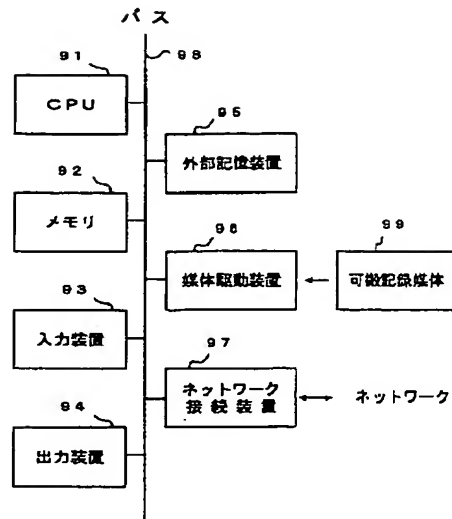 バス
98
91
CPU
95
外部記憶装置
92
メモリ
96
媒体駆動装置
99
可搬記録媒体
93
入力装置
97
ネットワーク
接続装置
ネットワーク
94
出力装置